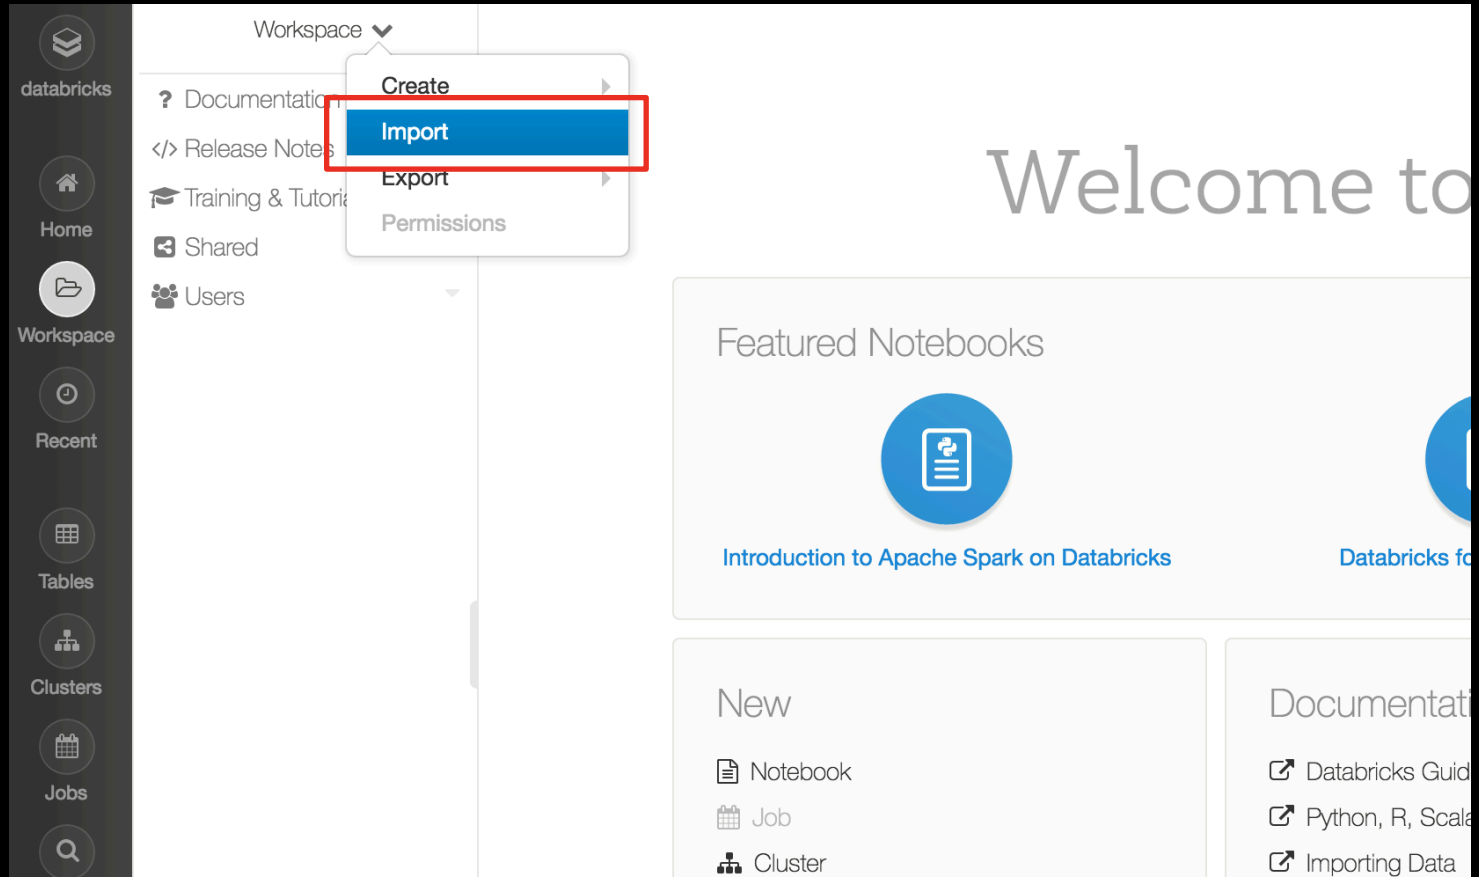 databricks
Home
Workspace
Recent
Tables
Clusters
Jobs
Workspace
? Documentation
</> Release Notes
Training & Tutoria
Shared
Users
Create
Import
Export
Permissions
Welcome to
Featured Notebooks
Introduction to Apache Spark on Databricks
Databricks fo
New
Notebook
Job
Cluster
Documentati
Databricks Guid
Python, R, Scala
Importing Data